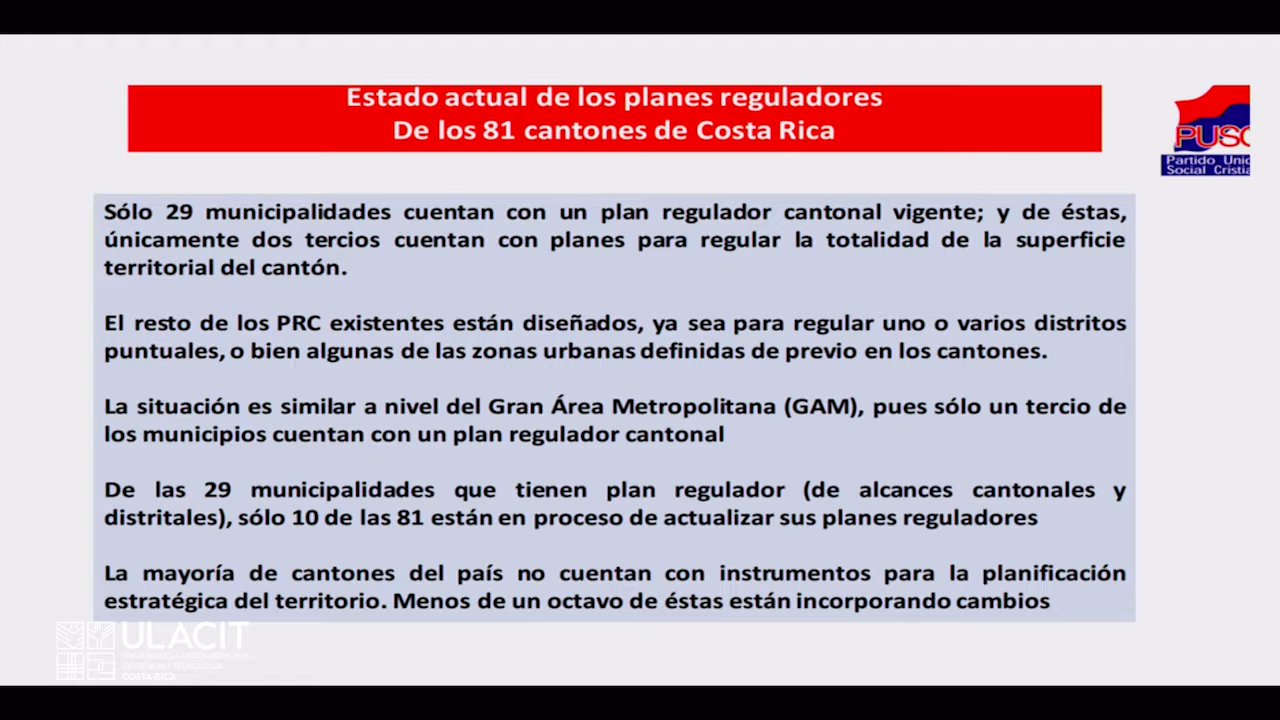 Estado actual de los planes reguladores
De los 81 cantones de Costa Rica
PUSC
Partido Unid
Social Cristia
Sólo 29 municipalidades cuentan con un plan regulador cantonal vigente; y de éstas,
únicamente dos tercios cuentan con planes para regular la totalidad de la superficie
territorial del cantón.
El resto de los PRC existentes están diseñados, ya sea para regular uno o varios distritos
puntuales, o bien algunas de las zonas urbanas definidas de previo en los cantones.
La situación es similar a nivel del Gran Área Metropolitana (GAM), pues sólo un tercio de
los municipios cuentan con un plan regulador cantonal
De las 29 municipalidades que tienen plan regulador (de alcances cantonales y
distritales), sólo 10 de las 81 están en proceso de actualizar sus planes reguladores
La mayoría de cantones del país no cuentan con instrumentos para la planificación
estratégica del territorio. Menos de un octavo de éstas están incorporando cambios
ULACIT
COSTA RICA